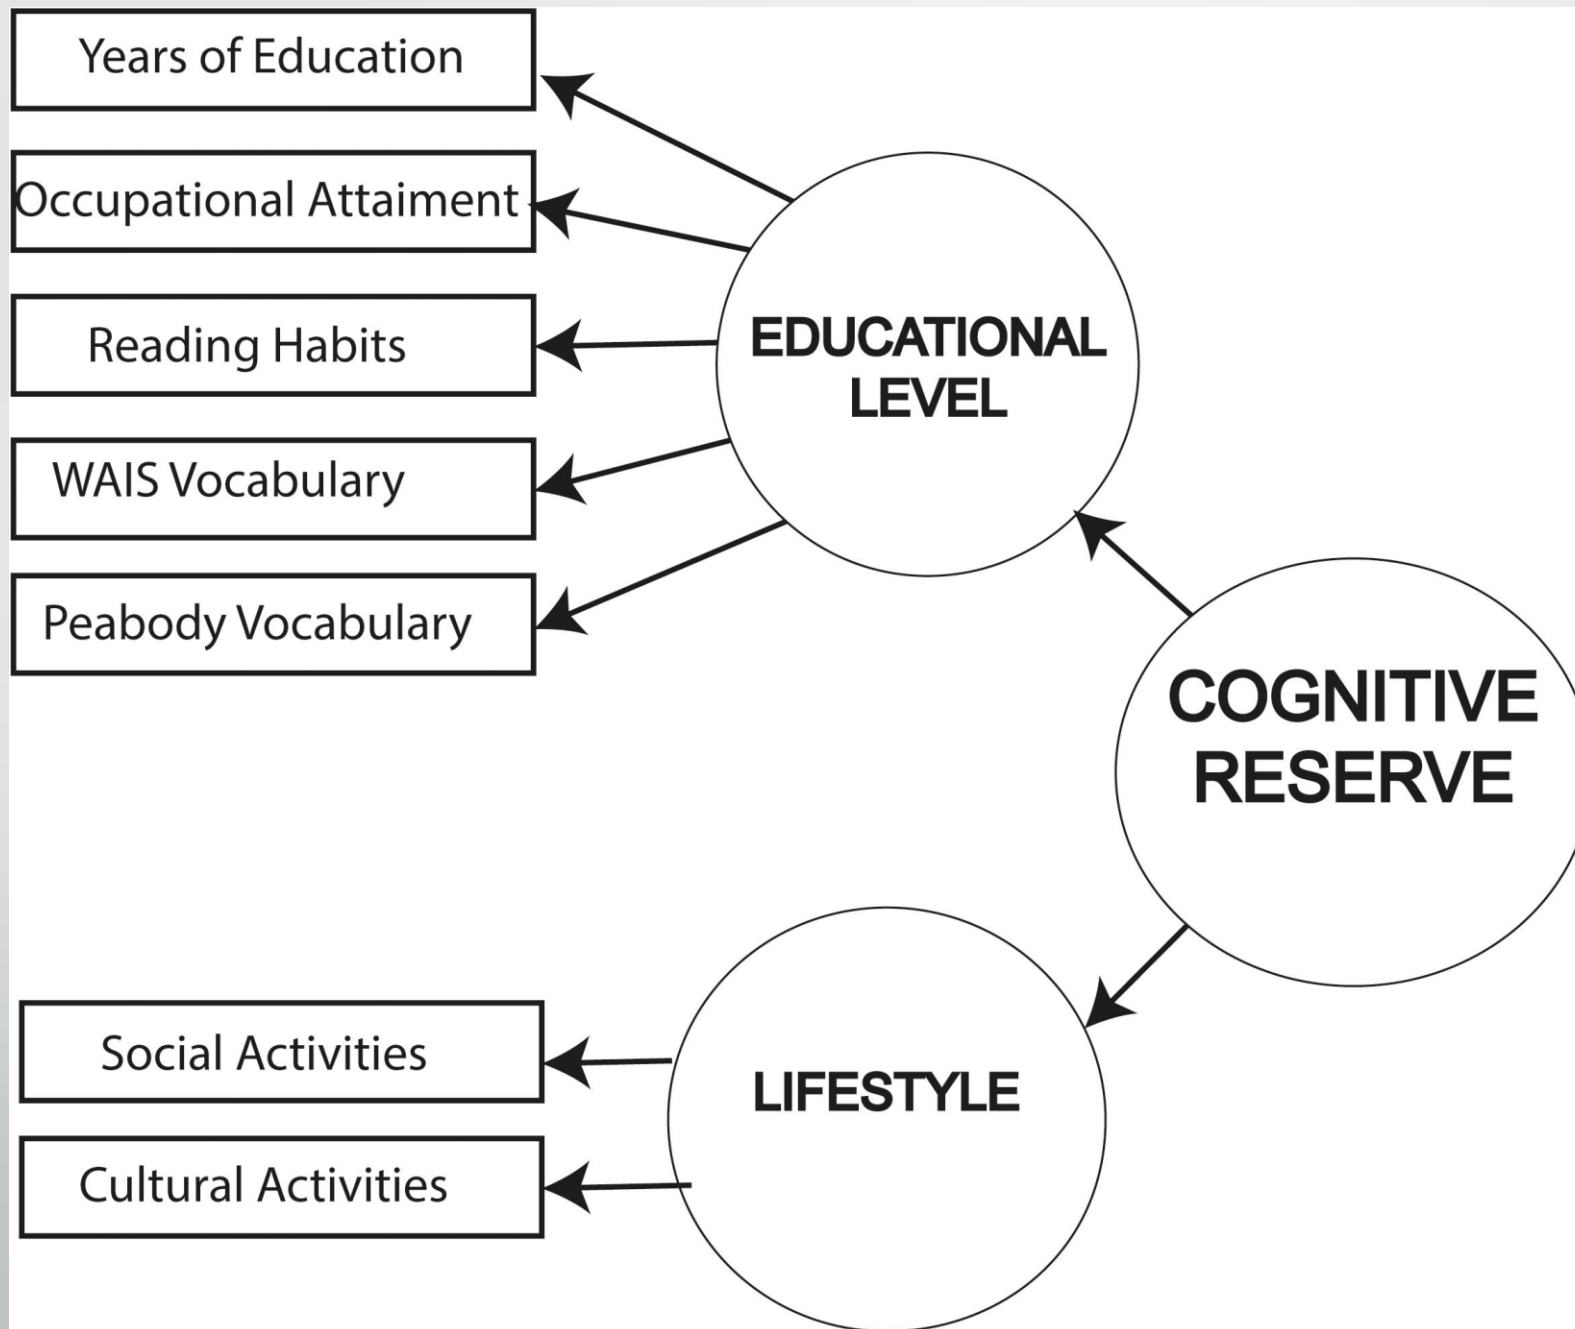 Years of Education
Occupational Attaiment
Reading Habits
WAIS Vocabulary
Peabody Vocabulary
EDUCATIONAL
LEVEL
COGNITIVE
RESERVE
Social Activities
Cultural Activities
LIFESTYLE